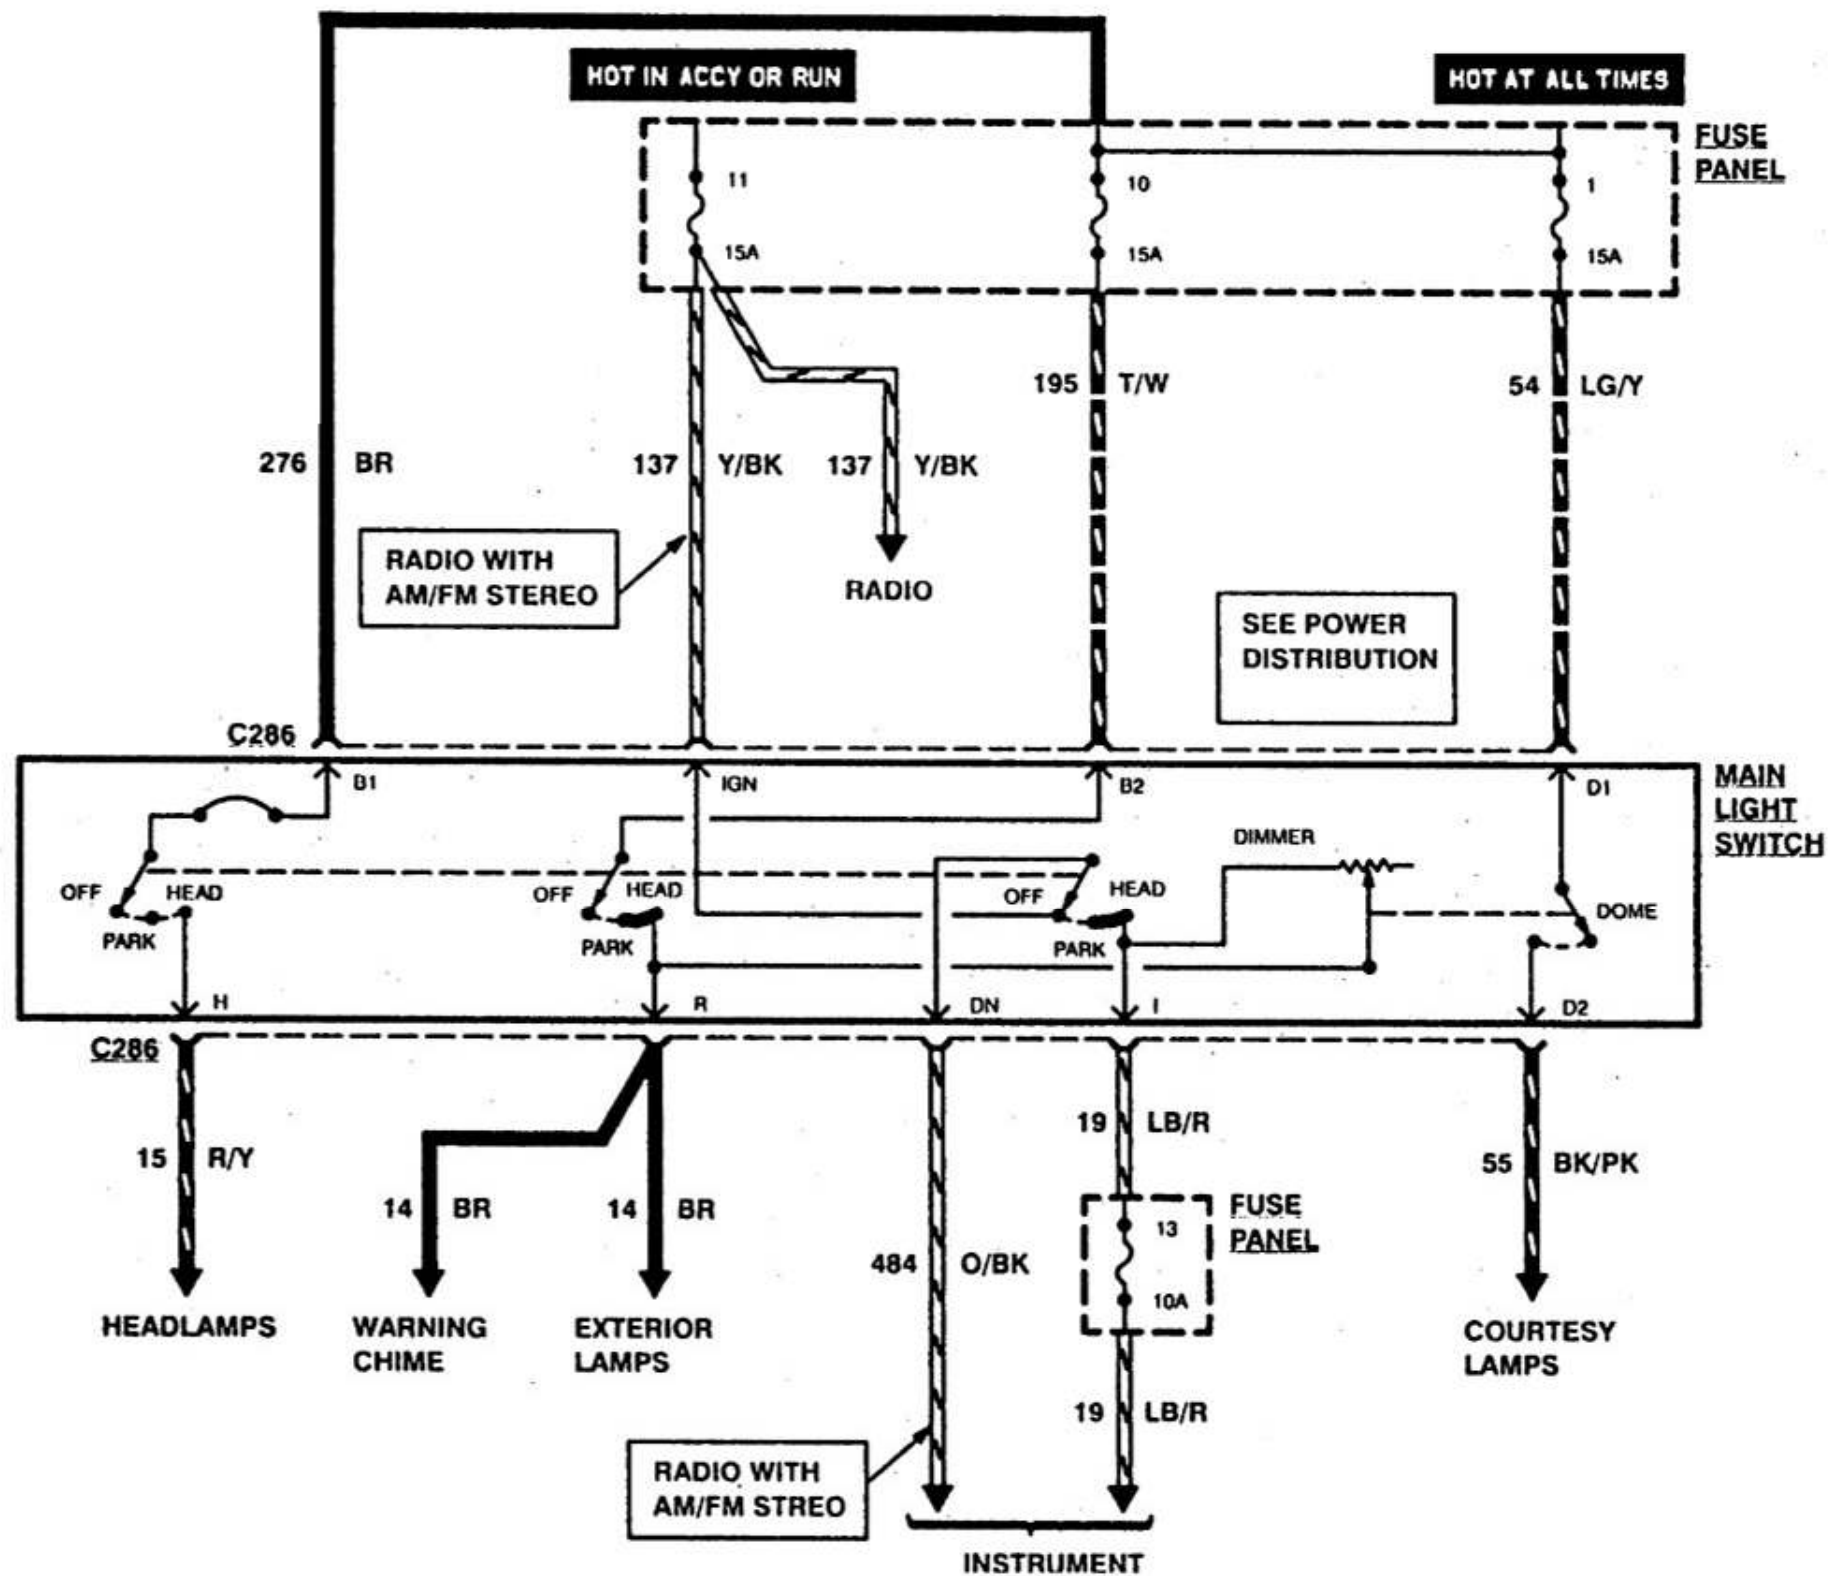 HOT IN ACCY OR RUN
HOT AT ALL TIMES
FUSE
PANEL
11
10
1
15A
15A
15A
195 T/W
54 LG/Y
276 BR
137 Y/BK
137 Y/BK
RADIO WITH
AM/FM STEREO
RADIO
SEE POWER
DISTRIBUTION
C286
B1
IGN
B2
D1
MAIN
LIGHT
SWITCH
DIMMER
OFF
HEAD
PARK
OFF
HEAD
PARK
OFF
HEAD
PARK
DOME
H
R
DN
I
D2
C286
15 R/Y
14 BR
14 BR
484 O/BK
19 LB/R
55 BK/PK
FUSE
PANEL
13
10A
HEADLAMPS
WARNING
CHIME
EXTERIOR
LAMPS
COURTESY
LAMPS
19 LB/R
RADIO WITH
AM/FM STREO
INSTRUMENT